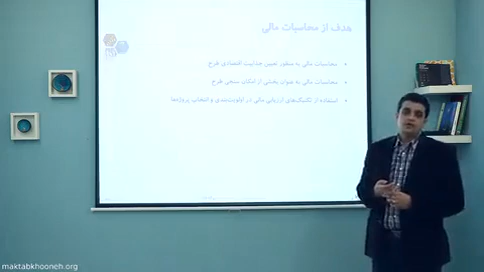 هدف از محاسبات مالی
محاسبات مالی به منظور تعیین جذابیت اقتصادی طرح
محاسبات مالی به عنوان بخشی از امکان سنجی طرح
استفاده از تکنیک‌های ارزیابی مالی در اولویت‌بندی و انتخاب پروژه‌ها
maktabkhooneh.org